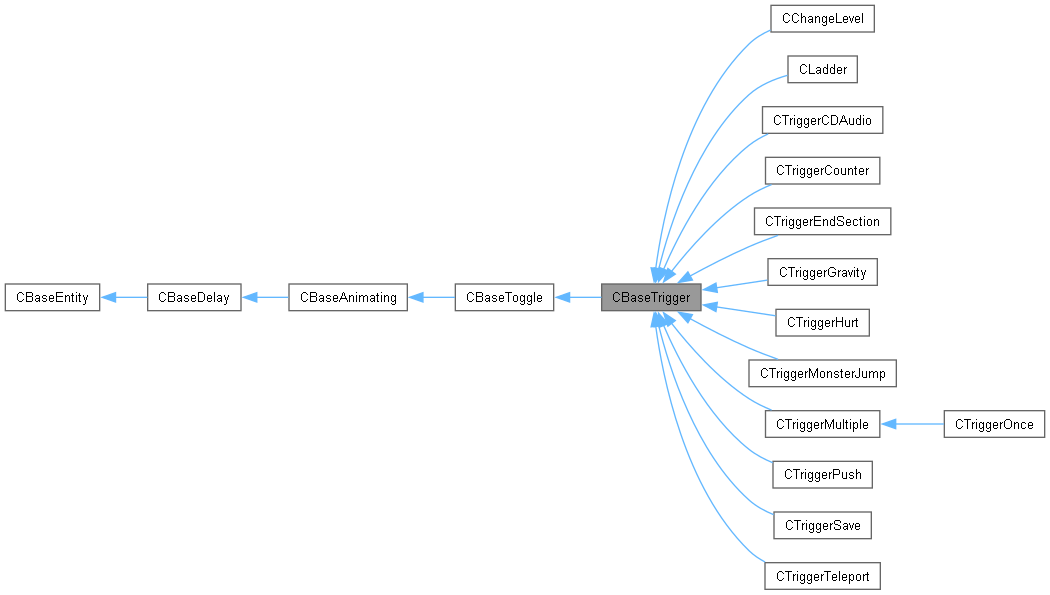 CChangeLevel
CLadder
CTriggerCDAudio
CTriggerCounter
CTriggerEndSection
CTriggerGravity
CBaseEntity
CBaseDelay
CBaseAnimating
CBaseToggle
CBaseTrigger
CTriggerHurt
CTriggerMonsterJump
CTriggerMultiple
CTriggerOnce
CTriggerPush
CTriggerSave
CTriggerTeleport